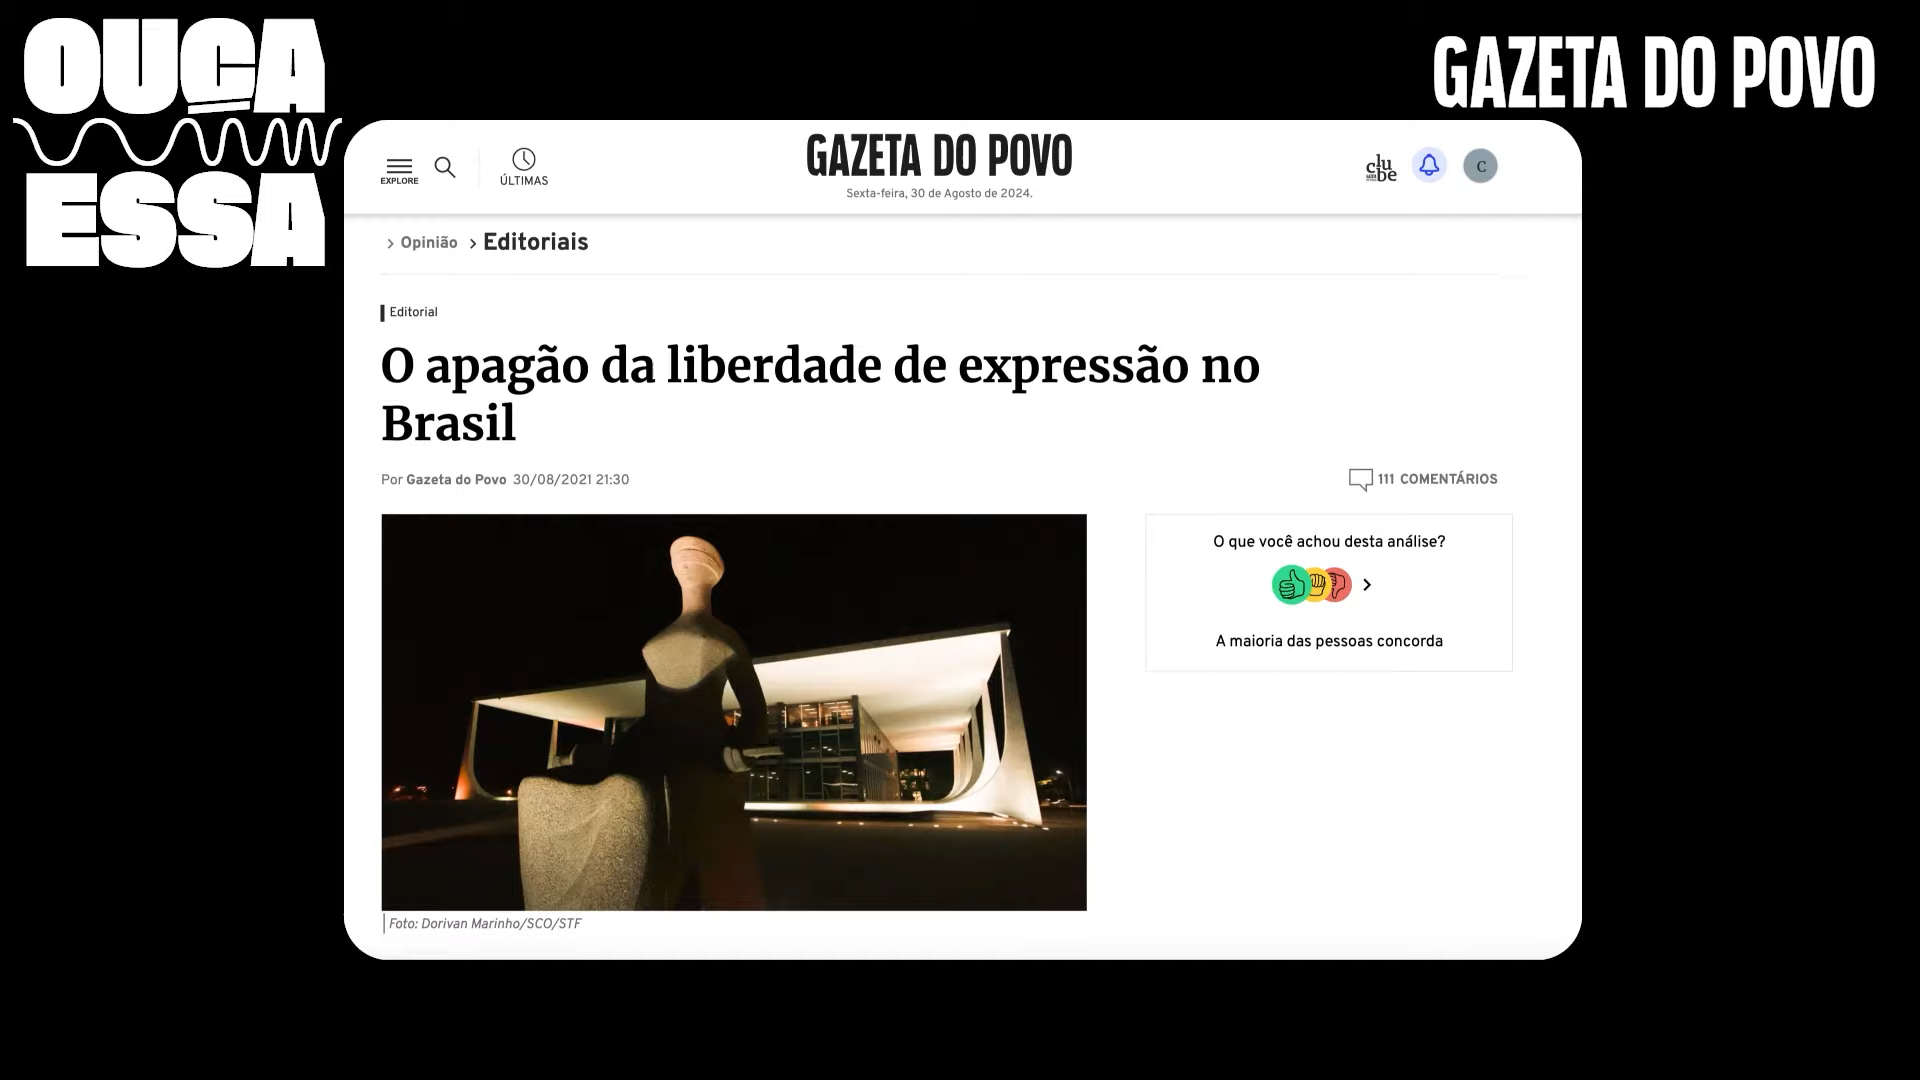 OUÇA
ESSA
GAZETA DO POVO
EXPLORE
ÚLTIMAS
GAZETA DO POVO
Sexta-feira, 30 de Agosto de 2024.
clube
C
> Opinião > Editoriais
Editorial
O apagão da liberdade de expressão no
Brasil
Por Gazeta do Povo 30/08/2021 21:30
111 COMENTÁRIOS
O que você achou desta análise?
A maioria das pessoas concorda
Foto: Dorivan Marinho/SCO/STF